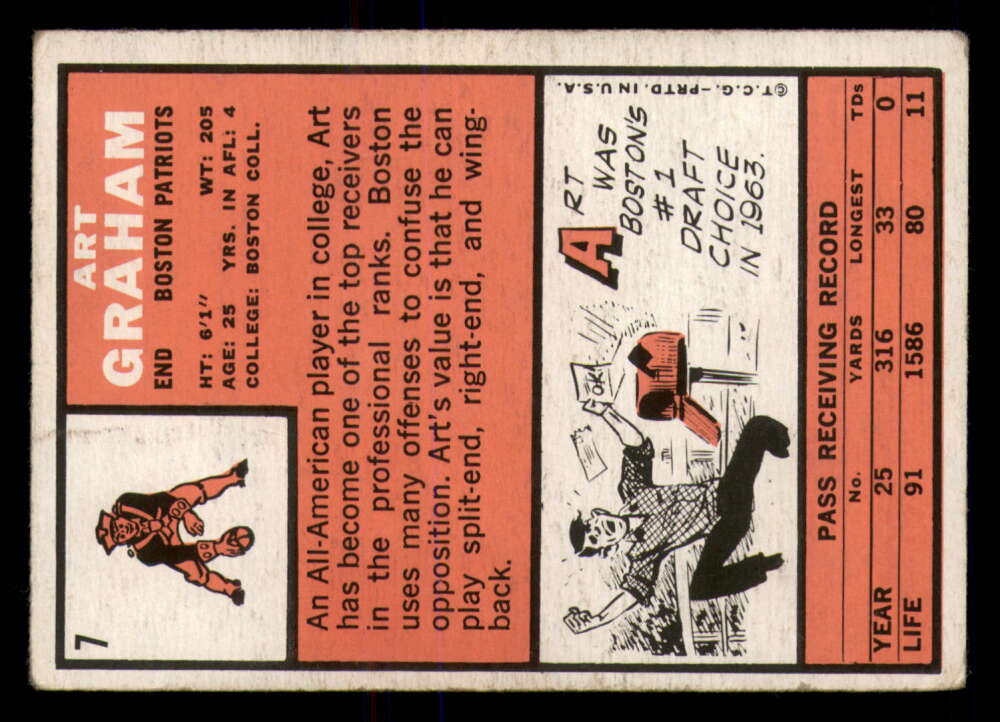 7
ART
GRAHAM
END BOSTON PATRIOTS
HT: 6'1" WT: 205
AGE: 25 YRS. IN AFL: 4
COLLEGE: BOSTON COLL.
An All-American player in college, Art
has become one of the top receivers
in the professional ranks. Boston
uses many offenses to confuse the
opposition. Art's value is that he can
play split-end, right-end, and wing-
back.
OK
ART
WAS
BOSTON'S
#1
DRAFT
CHOICE
IN 1963.
©T.C.G.–PRTD. IN U.S.A.
PASS RECEIVING RECORD
No. YARDS LONGEST TDs
YEAR 25 316 33 0
LIFE 91 1586 80 11